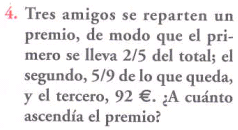 4. Tres amigos se reparten un
premio, de modo que el pri-
mero se lleva 2/5 del total; el
segundo, 5/9 de lo que queda,
y el tercero, 92 €. ¿A cuánto
ascendía el premio?